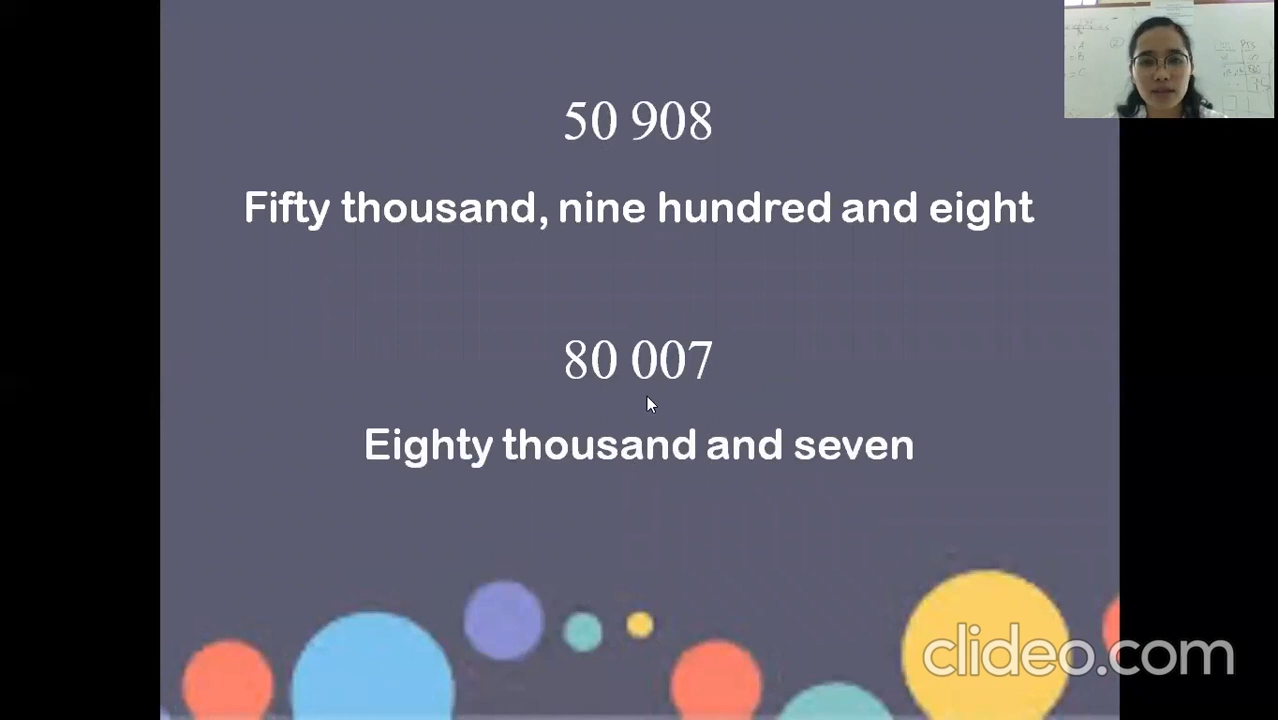 50 908
Fifty thousand, nine hundred and eight
80 007
Eighty thousand and seven
clideo.com